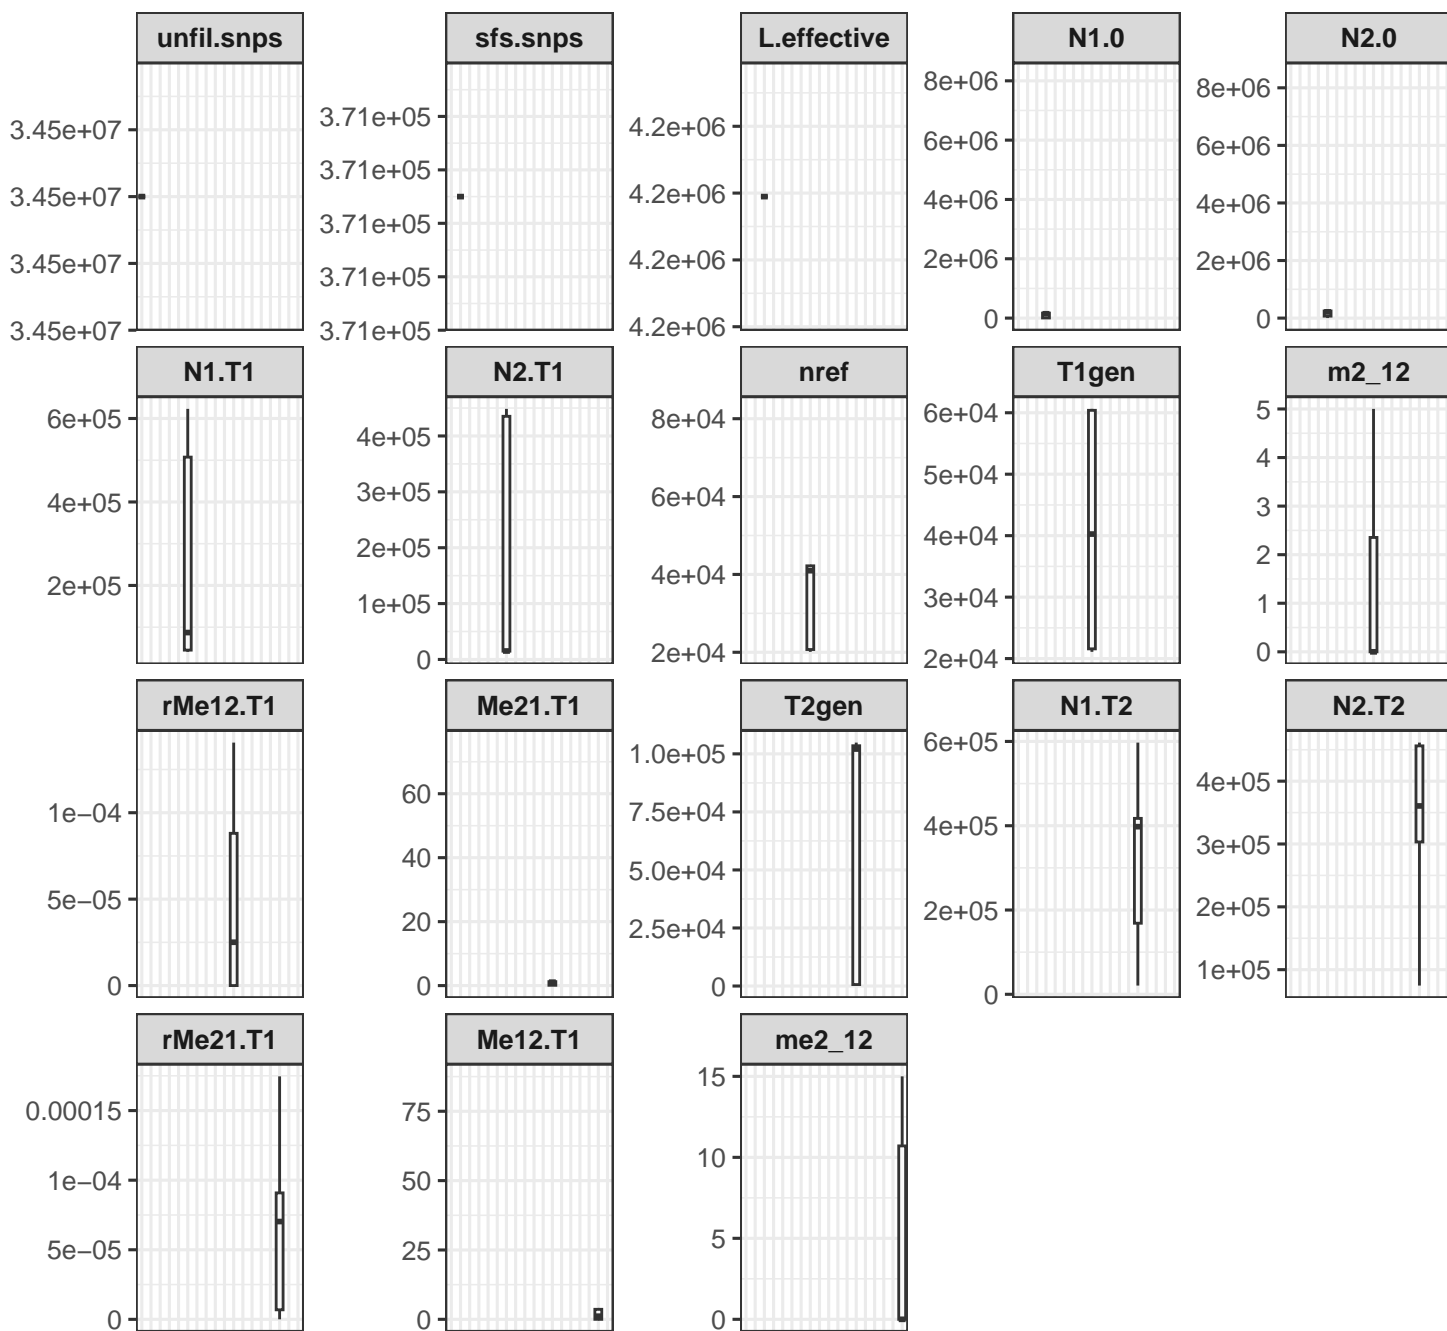 unfil.snps sfs.snps L.effective N1.0 N2.0
3.45e+07
3.45e+07
3.45e+07
3.45e+07
3.71e+05
3.71e+05
3.71e+05
3.71e+05
3.71e+05
4.2e+06
4.2e+06
4.2e+06
4.2e+06
8e+06
6e+06
4e+06
2e+06
0
8e+06
6e+06
4e+06
2e+06
0
N1.T1 N2.T1 nref T1gen m2_12
6e+05
4e+05
2e+05
4e+05
3e+05
2e+05
1e+05
0
8e+04
6e+04
4e+04
2e+04
6e+04
5e+04
4e+04
3e+04
2e+04
5
4
3
2
1
0
rMe12.T1 Me21.T1 T2gen N1.T2 N2.T2
1e−04
5e−05
0
60
40
20
0
1.0e+05
7.5e+04
5.0e+04
2.5e+04
0
6e+05
4e+05
2e+05
0
4e+05
3e+05
2e+05
1e+05
rMe21.T1 Me12.T1 me2_12
0.00015
1e−04
5e−05
0
75
50
25
0
15
10
5
0